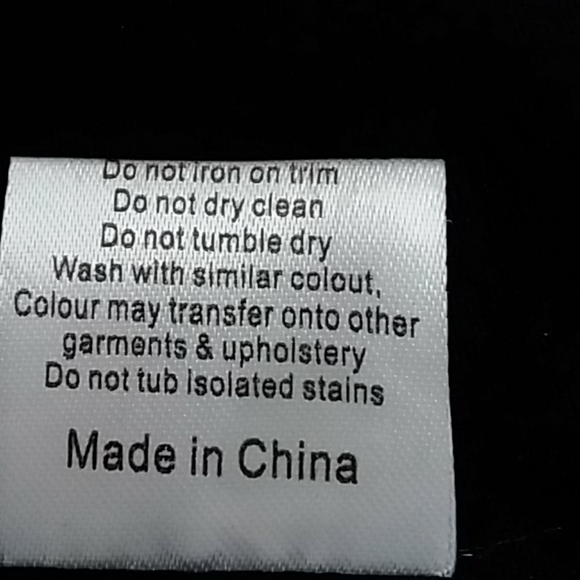 Do not iron on trim
Do not dry clean
Do not tumble dry
Wash with similar colout,
Colour may transfer onto other
garments & upholstery
Do not tub isolated stains
Made in China